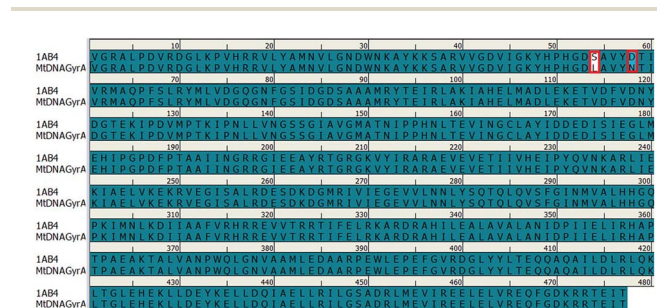 10 20 30 40 50 60
1AB4 VGRALPDVRDGLKPVHRRVLYAMNVLGNDWNKAYKKSARVVGDVIGKYHPHGDSAVYDTI
MtDNAGyrA VGRALPDVRDGLKPVHRRVLYAMNVLGNDWNKAYKKSARVVGDVIGKYHPHGDLAVYNTI
70 80 90 100 110 120
1AB4 VRMAQPFSLRYMLVDGQGNFGSIDGDSAAAMRYTEIRLAKIAHELMADLEKETVDFVDNY
MtDNAGyrA VRMAQPFSLRYMLVDGQGNFGSIDGDSAAAMRYTEIRLAKIAHELMADLEKETVDFVDNY
130 140 150 160 170 180
1AB4 DGTEKIPDVMPTKIPNLLVNGSSGIAVGMATNIPPHNLTEVINGCLAYIDDEDISIEGLM
MtDNAGyrA DGTEKIPDVMPTKIPNLLVNGSSGIAVGMATNIPPHNLTEVINGCLAYIDDEDISIEGLM
190 200 210 220 230 240
1AB4 EHIPGPDFPTAAIINGRRGIEEAYRTGRGKVYIRARAEVEVETIIVHEIPYQVNKARLIE
MtDNAGyrA EHIPGPDFPTAAIINGRRGIEEAYRTGRGKVYIRARAEVEVETIIVHEIPYQVNKARLIE
250 260 270 280 290 300
1AB4 KIAELVKEKRVEGISALRDESDKDGMRIVIEGEVVLNNLYSQTQLQVSFGINMVALHHGQ
MtDNAGyrA KIAELVKEKRVEGISALRDESDKDGMRIVIEGEVVLNNLYSQTQLQVSFGINMVALHHGQ
310 320 330 340 350 360
1AB4 PKIMNLKDIIAAFVRHRREVVTRRTIFELRKARDRAHILEALAVALANIDPIIELIRHAP
MtDNAGyrA PKIMNLKDIIAAFVRHRREVVTRRTIFELRKARDRAHILEALAVALANIDPIIELIRHAP
370 380 390 400 410 420
1AB4 TPAEAKTALVANPWQLGNVAAMLEDAARPEWLEPEFGVRDGLYYLTEQQAQAILDLRLQK
MtDNAGyrA TPAEAKTALVANPWQLGNVAAMLEDAARPEWLEPEFGVRDGLYYLTEQQAQAILDLRLQK
430 440 450 460 470 480
1AB4 LTGLEHEKLLDEYKELLDQIAELLRILGSADRLMEVIREELELVREQFGDKRRTEIT
MtDNAGyrA LTGLEHEKLLDEYKELLDQIAELLRILGSADRLMEVIREELELVREQFGDKRRTEIT